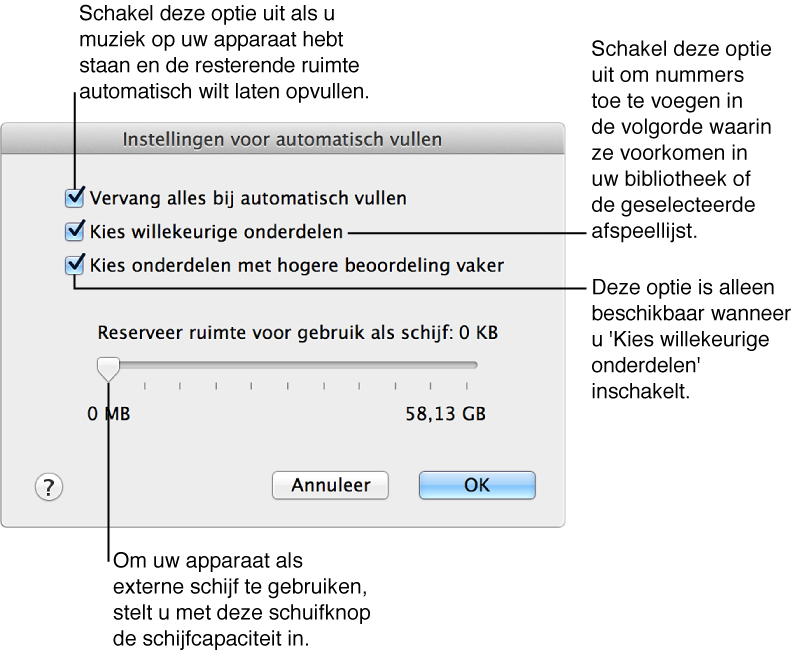 Schakel deze optie uit als u
muziek op uw apparaat hebt
staan en de resterende ruimte
automatisch wilt laten opvullen.
Schakel deze optie
uit om nummers
toe te voegen in
de volgorde waarin
ze voorkomen in
uw bibliotheek of
de geselecteerde
afspeellijst.
Instellingen voor automatisch vullen
Vervang alles bij automatisch vullen
Kies willekeurige onderdelen
Kies onderdelen met hogere beoordeling vaker
Deze optie is alleen
beschikbaar wanneer
u 'Kies willekeurige
onderdelen'
inschakelt.
Reserveer ruimte voor gebruik als schijf: 0 KB
0 MB 58,13 GB
? Annuleer OK
Om uw apparaat als
externe schijf te gebruiken,
stelt u met deze schuifknop
de schijfcapaciteit in.